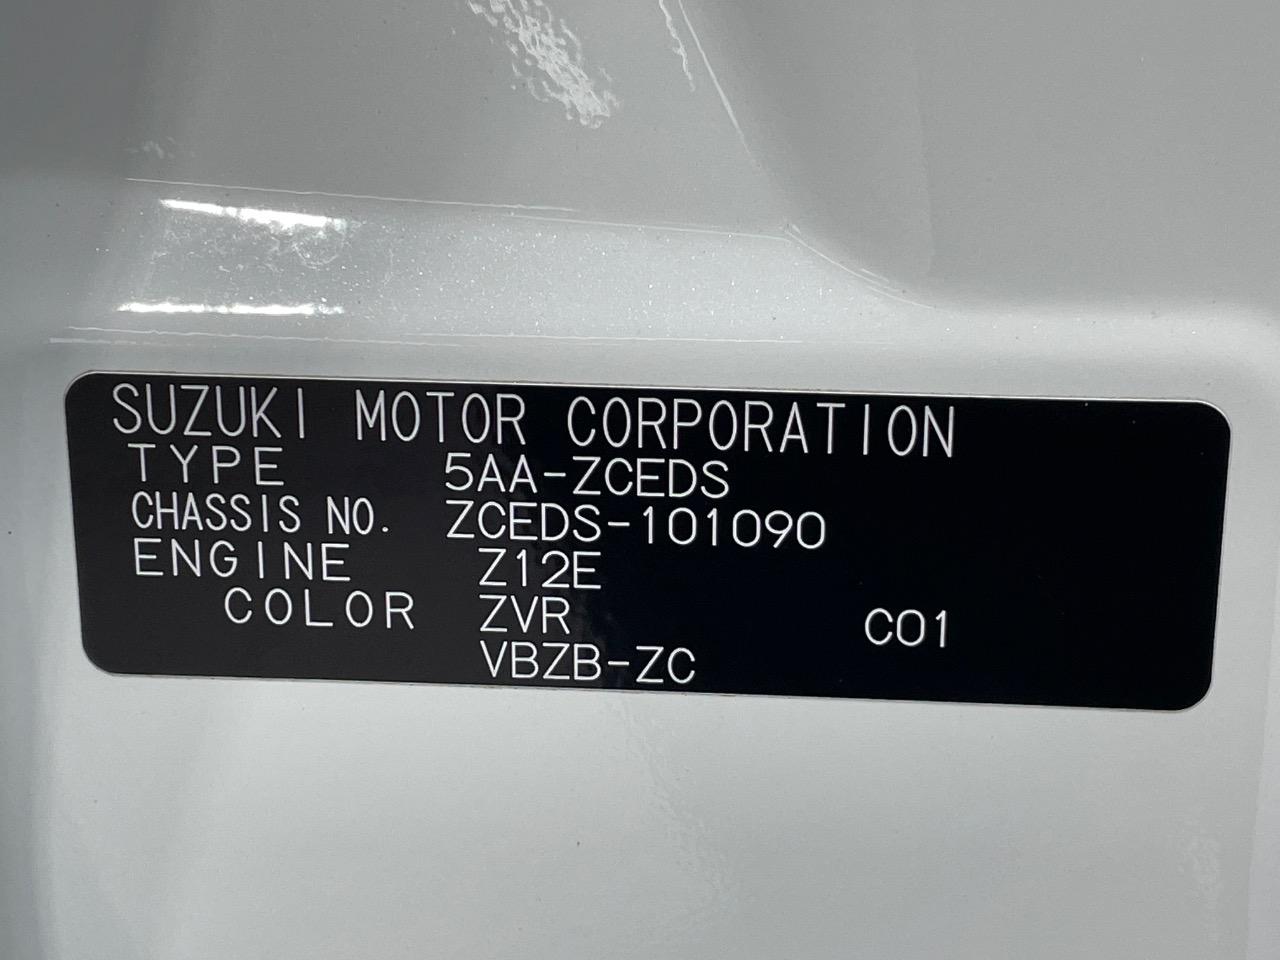 SUZUKI MOTOR CORPORATION
TYPE 5AA-ZCEDS
CHASSIS NO. ZCEDS-101090
ENGINE Z12E
COLOR ZVR C01
VBZB-ZC